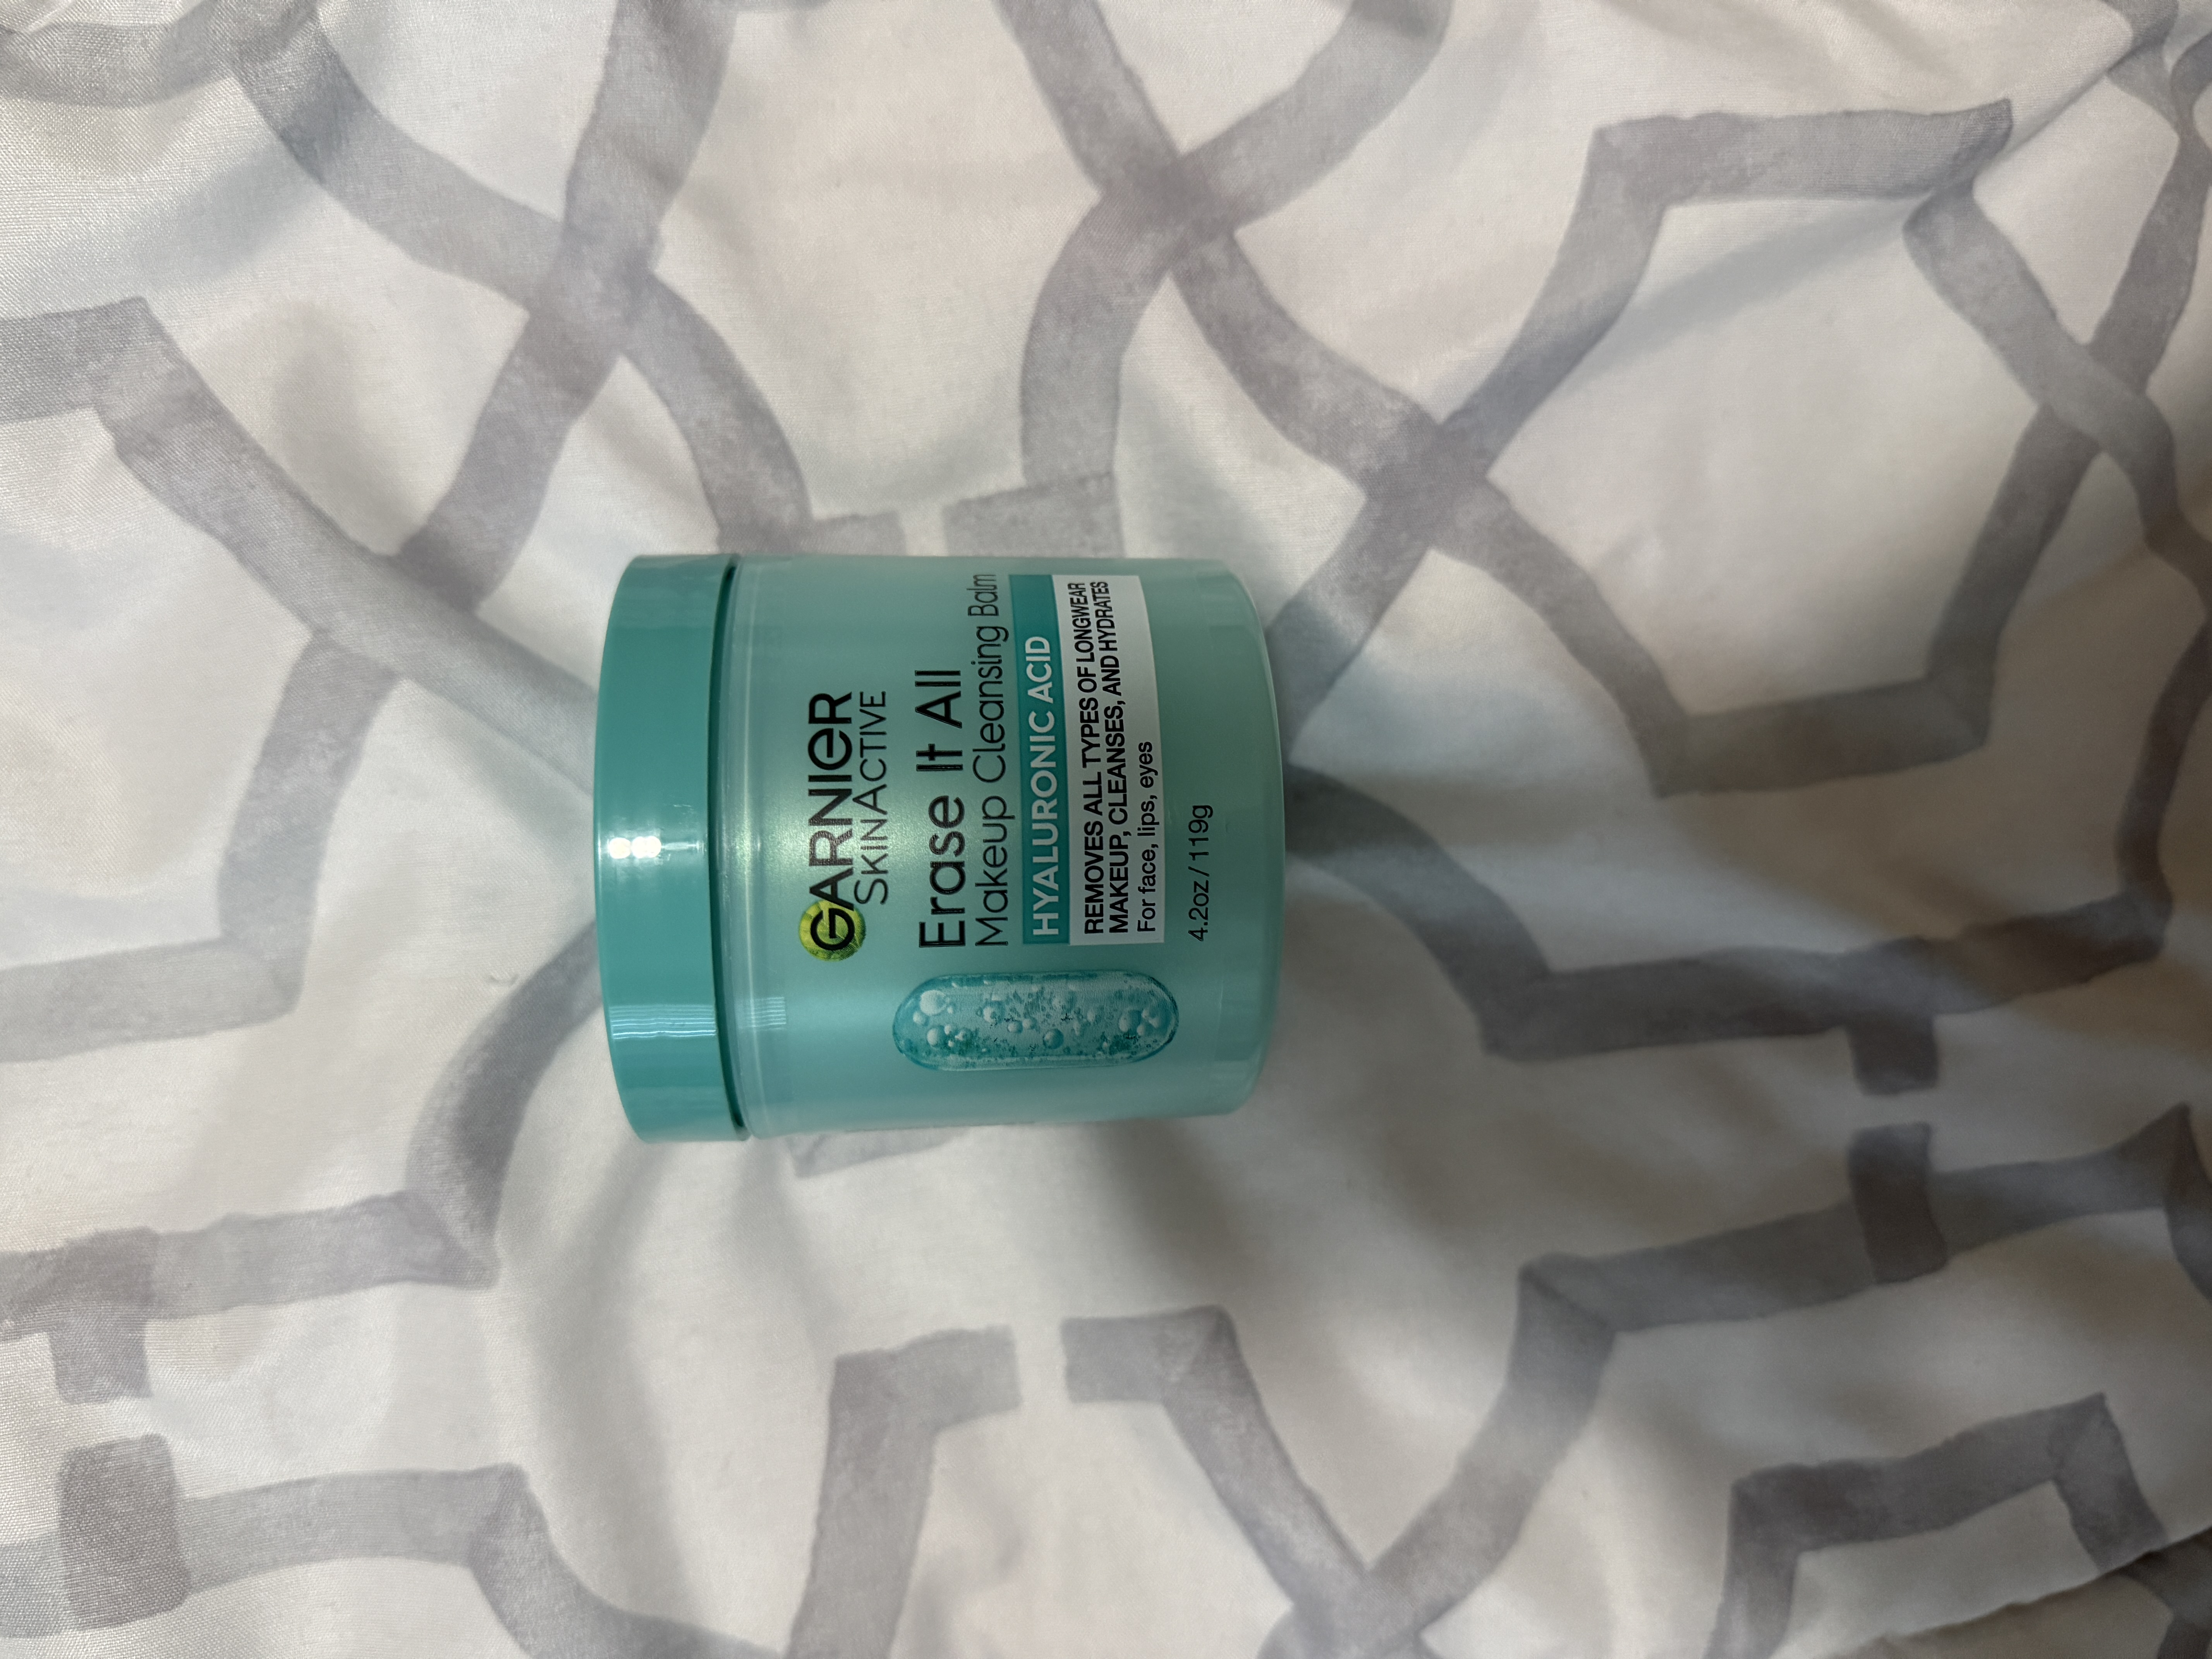 GARNIER
SKINACTIVE
Erase It All
Makeup Cleansing Balm
HYALURONIC ACID
REMOVES ALL TYPES OF LONGWEAR
MAKEUP, CLEANSES, AND HYDRATES
For face, lips, eyes
4.2oz / 119g